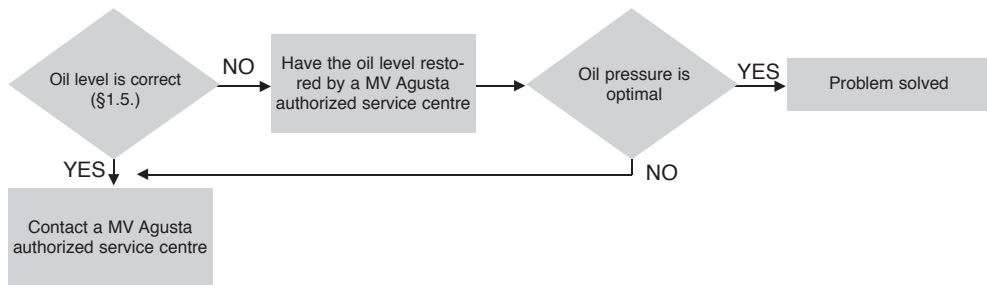 Oil level is correct
(§1.5.)
NO
Have the oil level resto-
red by a MV Agusta
authorized service centre
Oil pressure is
optimal
YES
Problem solved
YES
NO
Contact a MV Agusta
authorized service centre